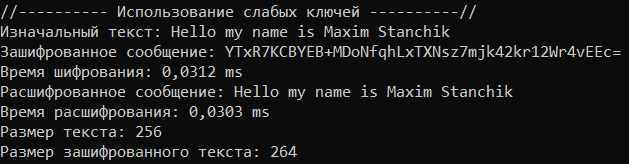 //---------- Использование слабых ключей ----------//
Изначальный текст: Hello my name is Maxim Stanchik
Зашифрованное сообщение: YTxR7KCBYEB+MDoNfqhLxTXNsz7mjk42kr12Wr4vEEc=
Время шифрования: 0,0312 ms
Расшифрованное сообщение: Hello my name is Maxim Stanchik
Время расшифрования: 0,0303 ms
Размер текста: 256
Размер зашифрованного текста: 264